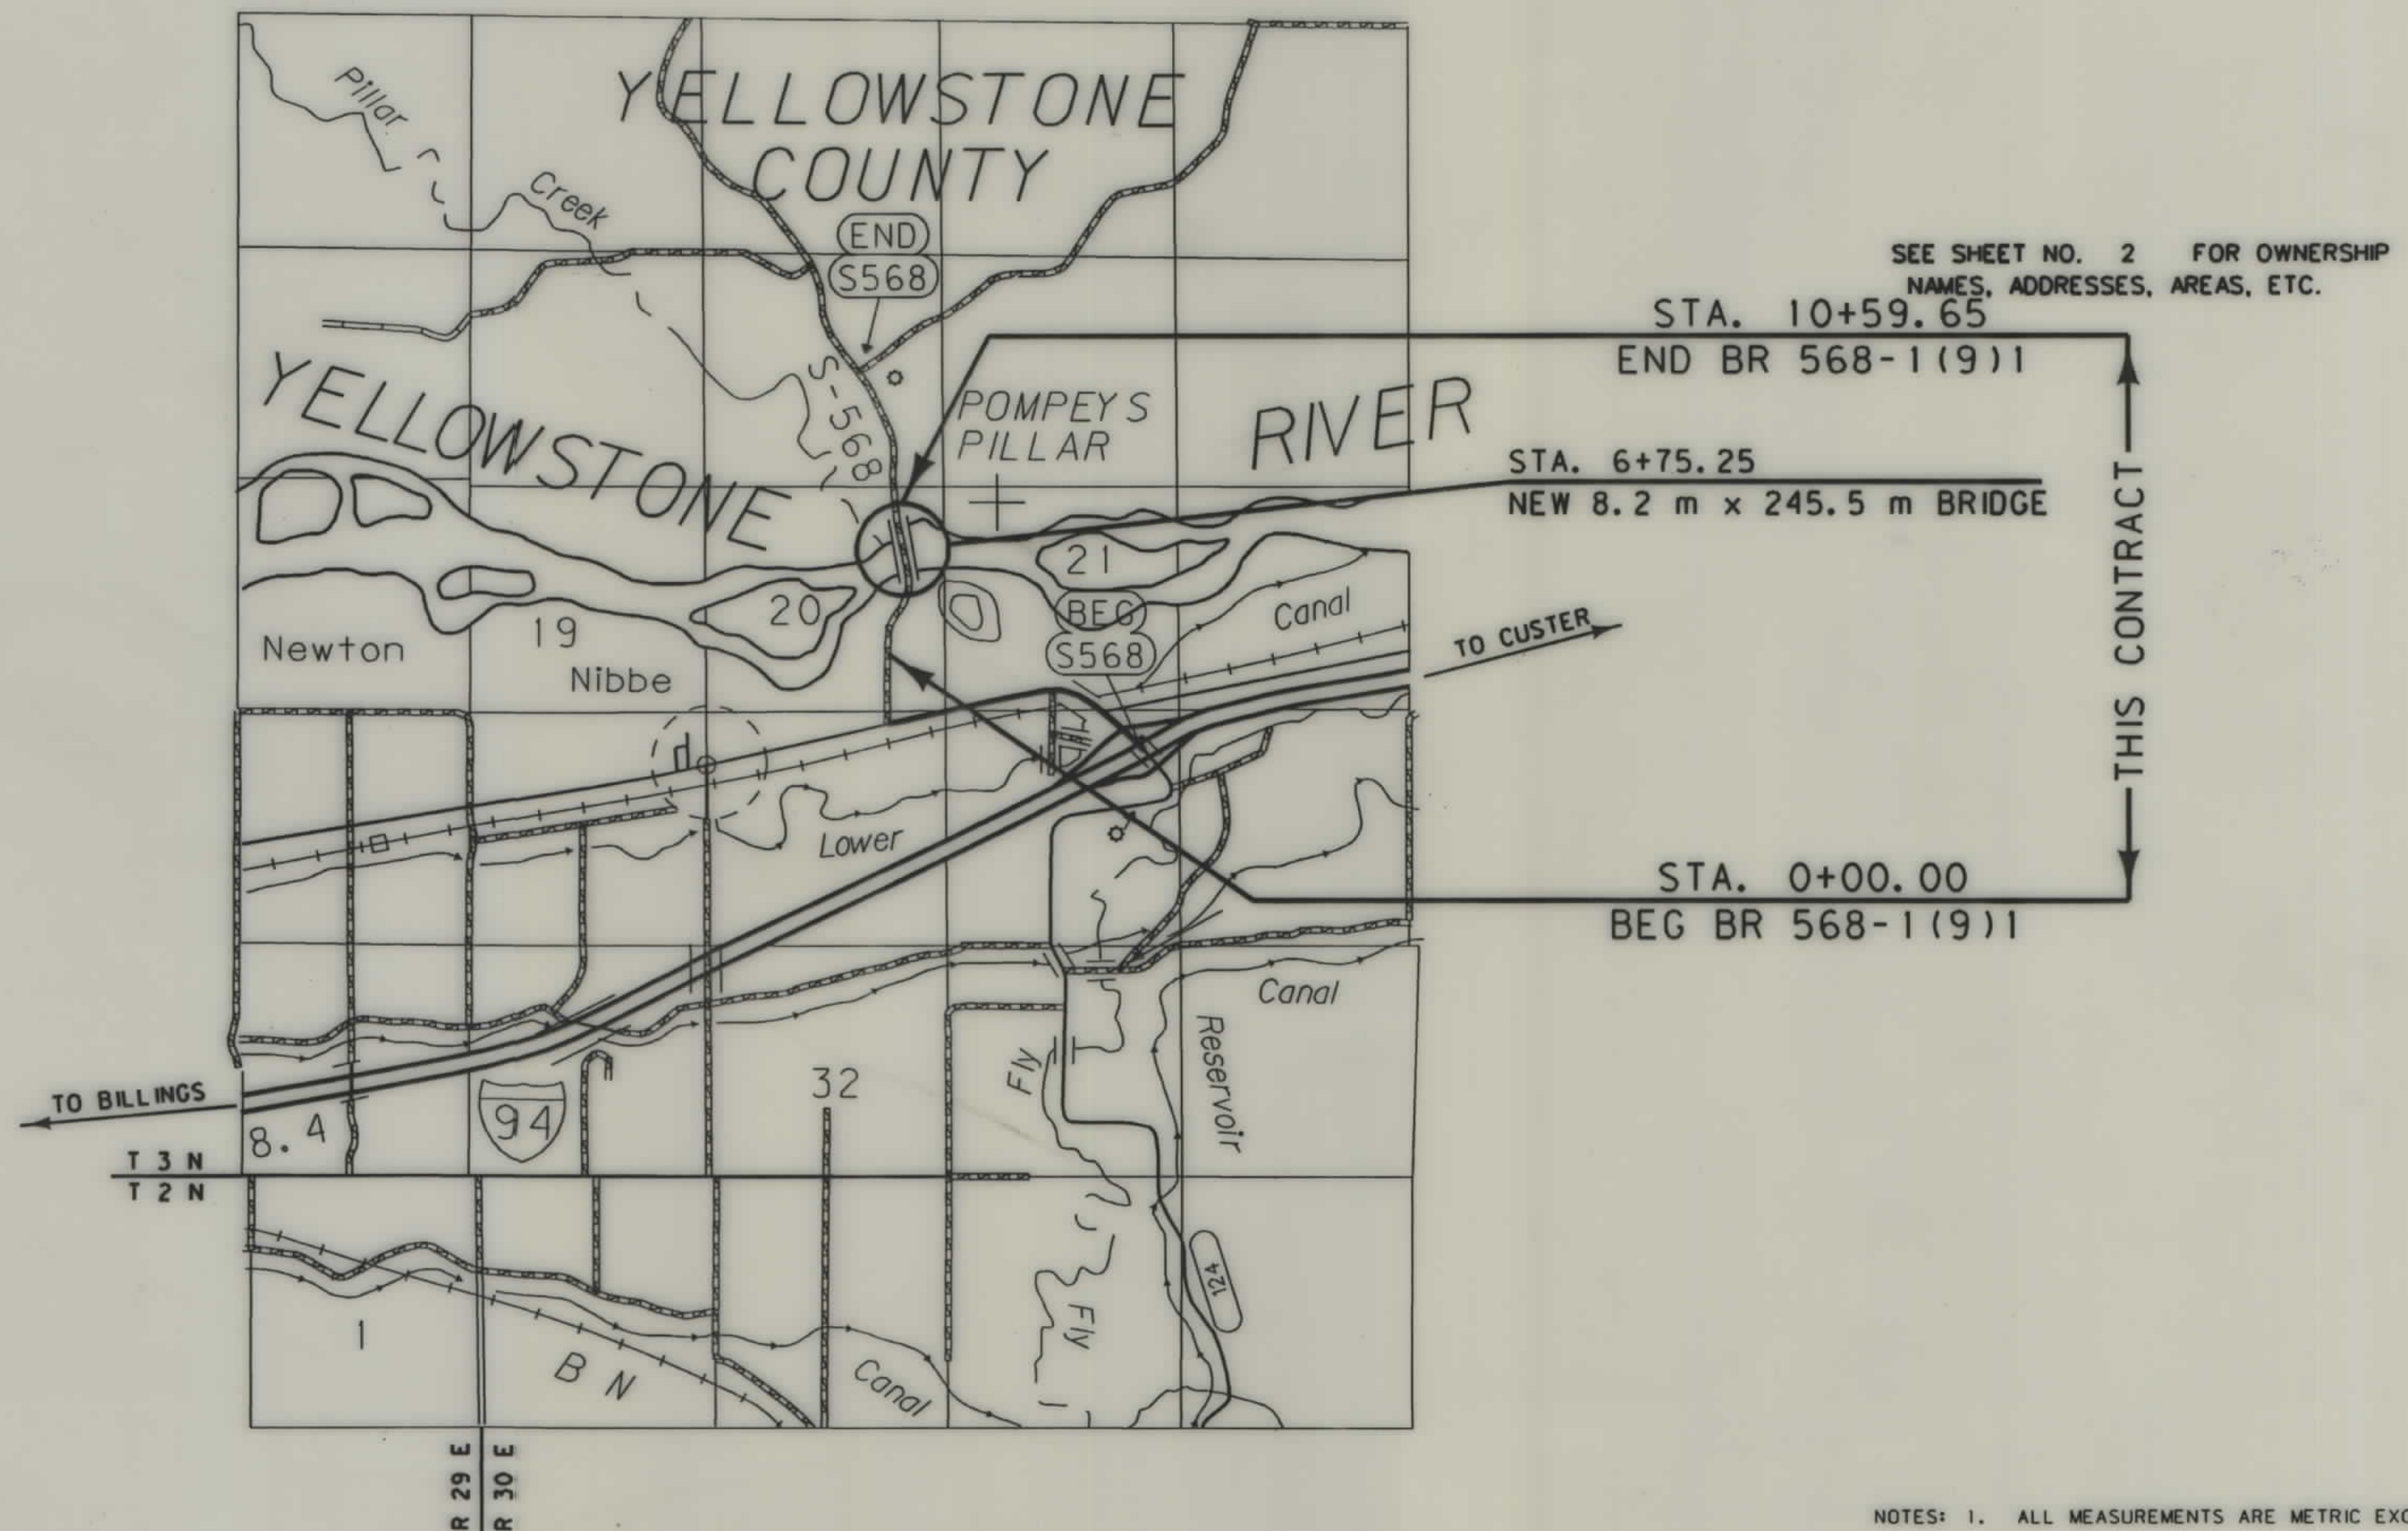 YELLOWSTONE
COUNTY
Pillar
Creek
END
S568
SEE SHEET NO. 2 FOR OWNERSHIP
NAMES, ADDRESSES, AREAS, ETC.
STA. 10+59.65
END BR 568-1(9)1
S-568
POMPEYS
PILLAR
YELLOWSTONE
RIVER
STA. 6+75.25
NEW 8.2 m x 245.5 m BRIDGE
THIS CONTRACT
21
20
19
BEG
S568
Canal
TO CUSTER
Newton
Nibbe
Lower
STA. 0+00.00
BEG BR 568-1(9)1
Canal
Reservoir
Fly
32
TO BILLINGS
8.4
94
T 3 N
T 2 N
124
Fly
1
B N
Canal
R 29 E
R 30 E
NOTES: 1. ALL MEASUREMENTS ARE METRIC